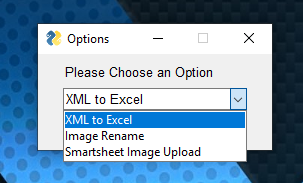 Options
Please Choose an Option
XML to Excel
XML to Excel
Image Rename
Smartsheet Image Upload